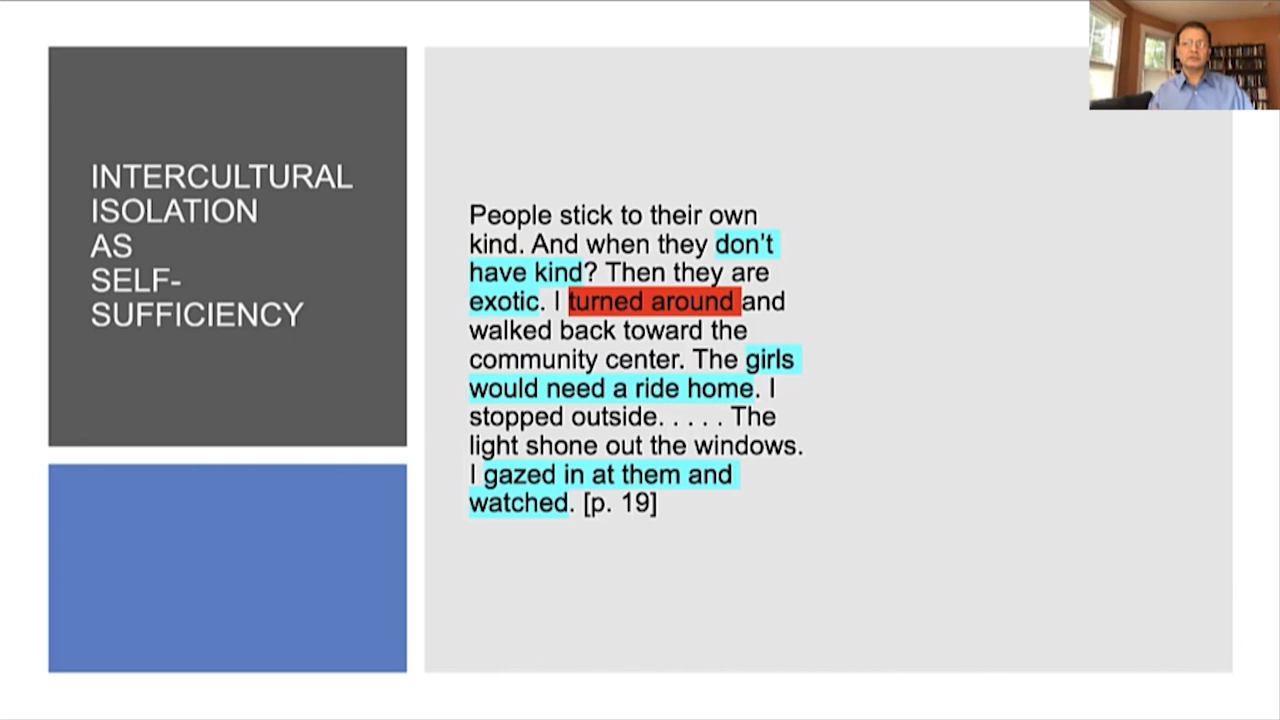 INTERCULTURAL
ISOLATION
AS
SELF-
SUFFICIENCY
People stick to their own
kind. And when they don't
have kind? Then they are
exotic. I turned around and
walked back toward the
community center. The girls
would need a ride home. I
stopped outside. . . . . The
light shone out the windows.
I gazed in at them and
watched. [p. 19]